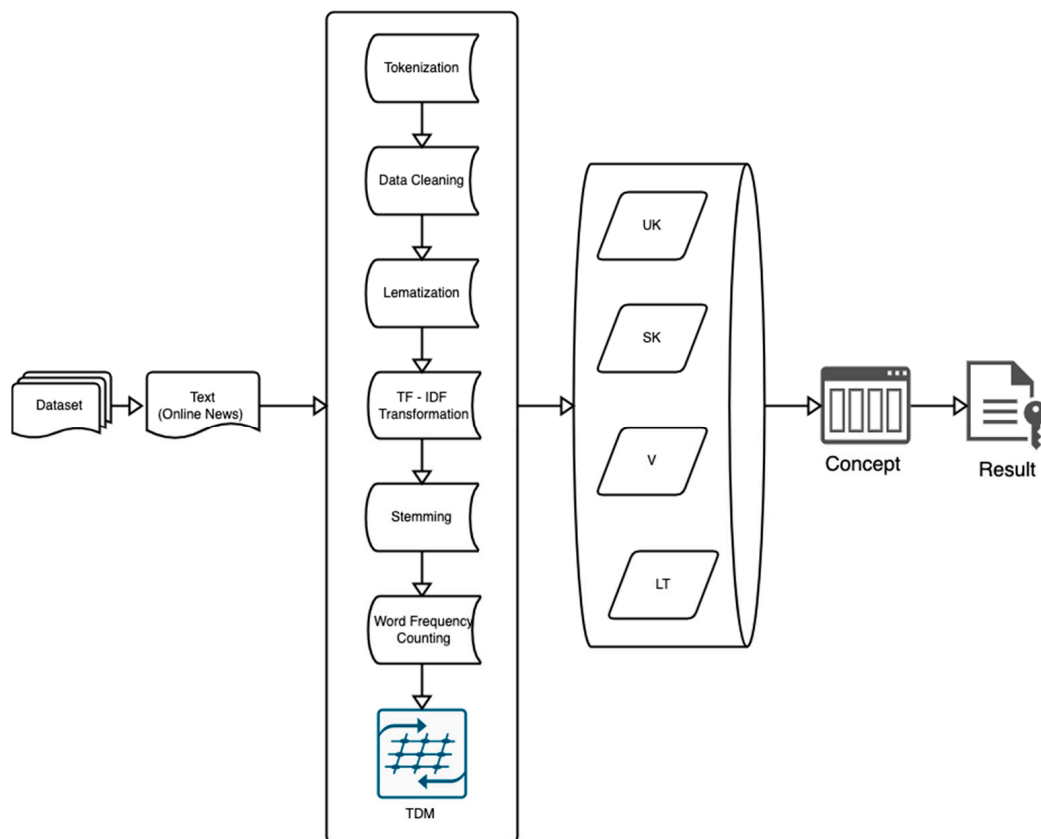 Dataset
Text
(Online News)
Tokenization
Data Cleaning
Lematization
TF - IDF
Transformation
Stemming
Word Frequency
Counting
TDM
UK
SK
V
LT
Concept
Result